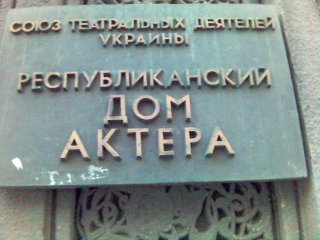 СОЮЗ ТЕАТРАЛЬНЫХ ДЕЯТЕЛЕЙ
УКРАИНЫ
РЕСПУБЛИКАНСКИЙ
ДОМ
АКТЕРА